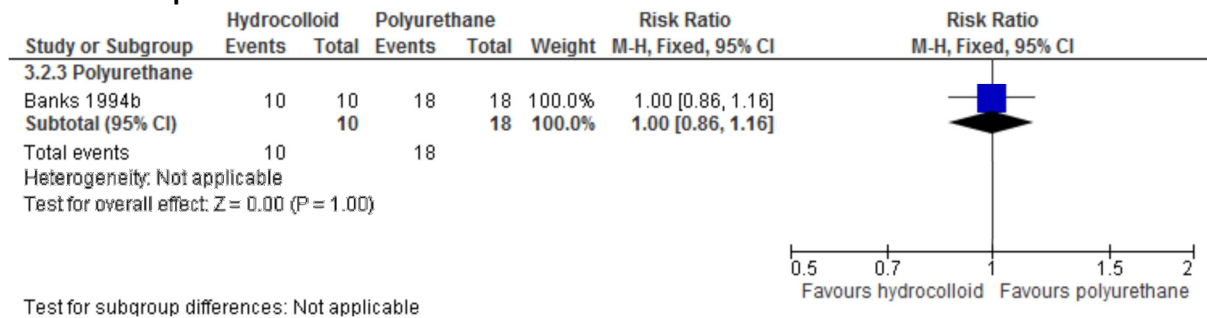 Hydrocolloid Polyurethane Risk Ratio Risk Ratio
Study or Subgroup Events Total Events Total Weight M-H, Fixed, 95% CI M-H, Fixed, 95% CI
3.2.3 Polyurethane
Banks 1994b 10 10 18 18 100.0% 1.00 [0.86, 1.16]
Subtotal (95% CI) 10 18 100.0% 1.00 [0.86, 1.16]
Total events 10 18
Heterogeneity: Not applicable
Test for overall effect: Z = 0.00 (P = 1.00)
0.5 0.7 1 1.5 2
Favours hydrocolloid Favours polyurethane
Test for subgroup differences: Not applicable